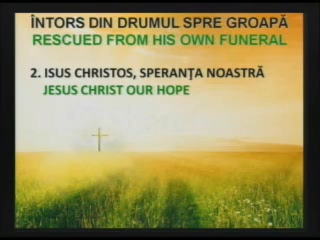 ÎNTORS DIN DRUMUL SPRE GROAPĂ
RESCUED FROM HIS OWN FUNERAL
2. ISUS CHRISTOS, SPERANŢA NOASTRĂ
JESUS CHRIST OUR HOPE